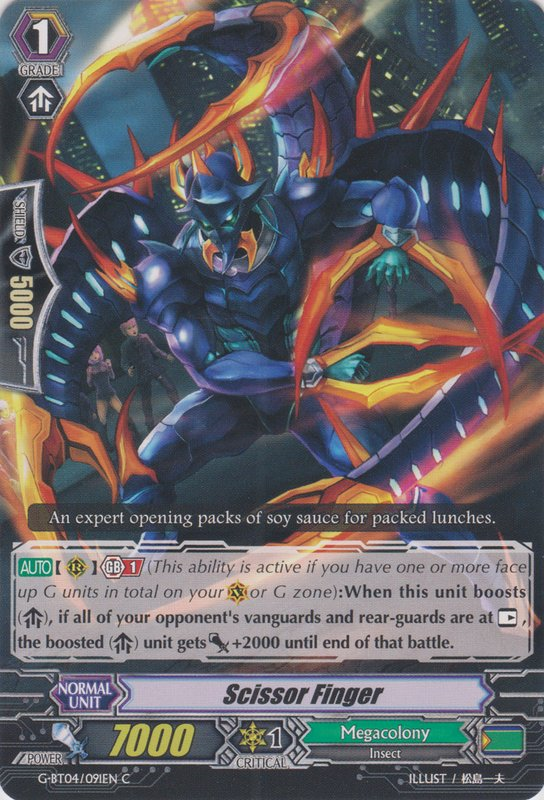 1
GRADE
SHIELD
5000
An expert opening packs of soy sauce for packed lunches.
AUTO【 R 】GB 1 (This ability is active if you have one or more face
up G units in total on your V or G zone):When this unit boosts
( ), if all of your opponent's vanguards and rear-guards are at ,
the boosted ( ) unit gets +2000 until end of that battle.
NORMAL
UNIT
Scissor Finger
POWER
7000
1
CRITICAL
Megacolony
Insect
G-BT04/091EN C
ILLUST / 松島一夫